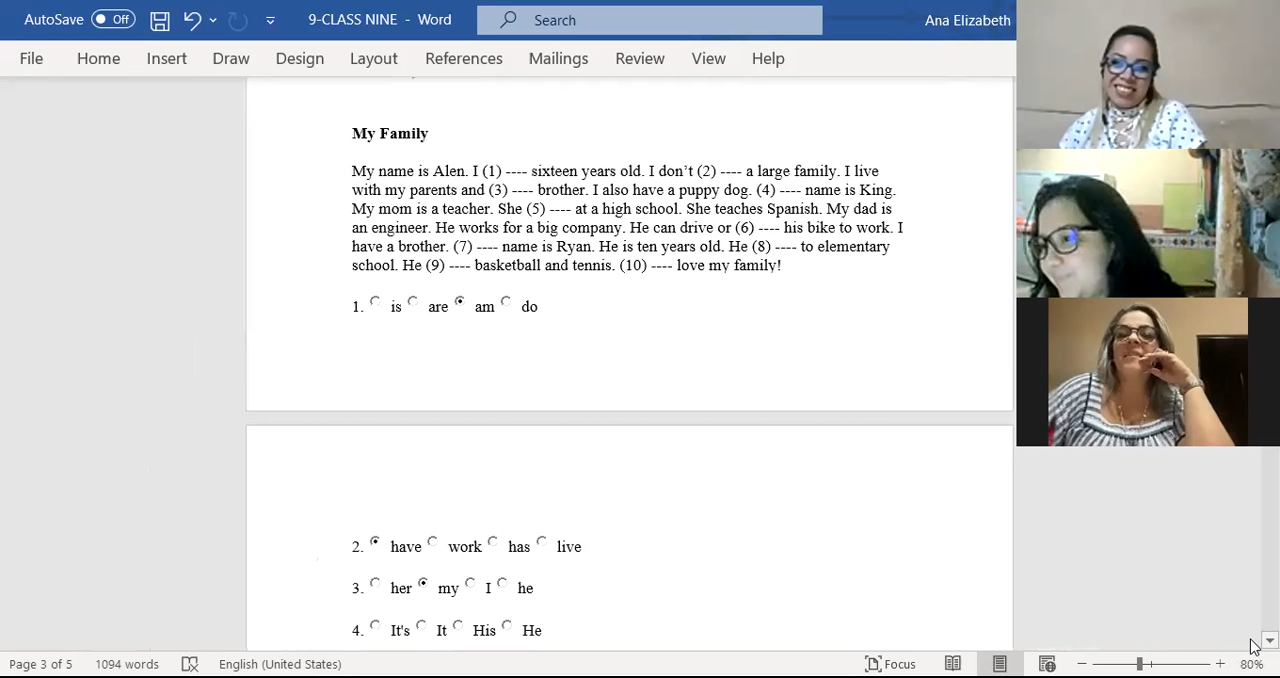 AutoSave Off 9-CLASS NINE - Word Search Ana Elizabeth
File Home Insert Draw Design Layout References Mailings Review View Help
My Family
My name is Alen. I (1) ---- sixteen years old. I don't (2) ---- a large family. I live
with my parents and (3) ---- brother. I also have a puppy dog. (4) ---- name is King.
My mom is a teacher. She (5) ---- at a high school. She teaches Spanish. My dad is
an engineer. He works for a big company. He can drive or (6) ---- his bike to work. I
have a brother. (7) ---- name is Ryan. He is ten years old. He (8) ---- to elementary
school. He (9) ---- basketball and tennis. (10) ---- love my family!
1. is are am do
2. have work has live
3. her my I he
4. It's It His He
Page 3 of 5 1094 words English (United States) Focus 80%